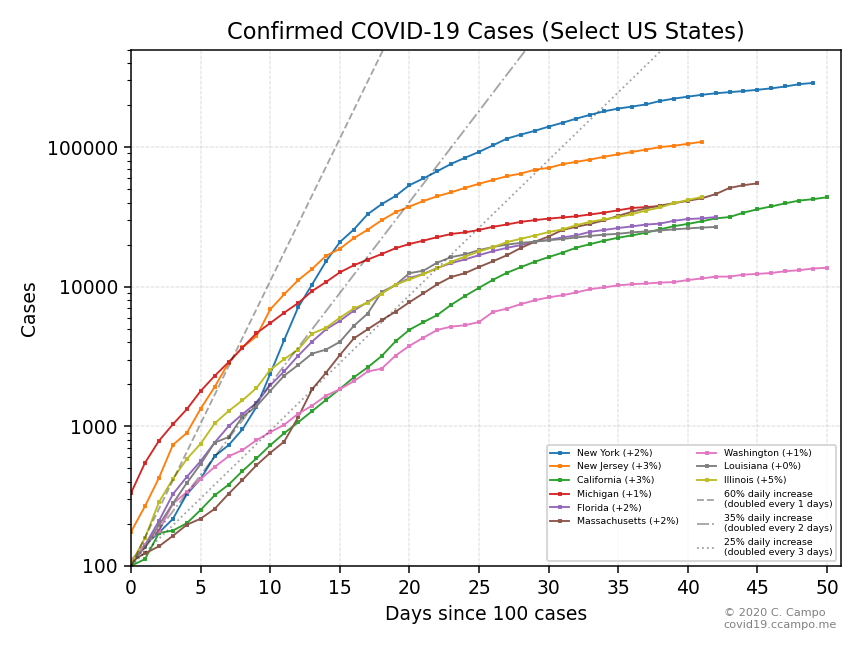 Confirmed COVID-19 Cases (Select US States)
100000
10000
1000
100
Cases
0 5 10 15 20 25 30 35 40 45 50
Days since 100 cases
New York (+2%)
New Jersey (+3%)
California (+3%)
Michigan (+1%)
Florida (+2%)
Massachusetts (+2%)
Washington (+1%)
Louisiana (+0%)
Illinois (+5%)
60% daily increase
(doubled every 1 days)
35% daily increase
(doubled every 2 days)
25% daily increase
(doubled every 3 days)
© 2020 C. Campo
covid19.ccampo.me